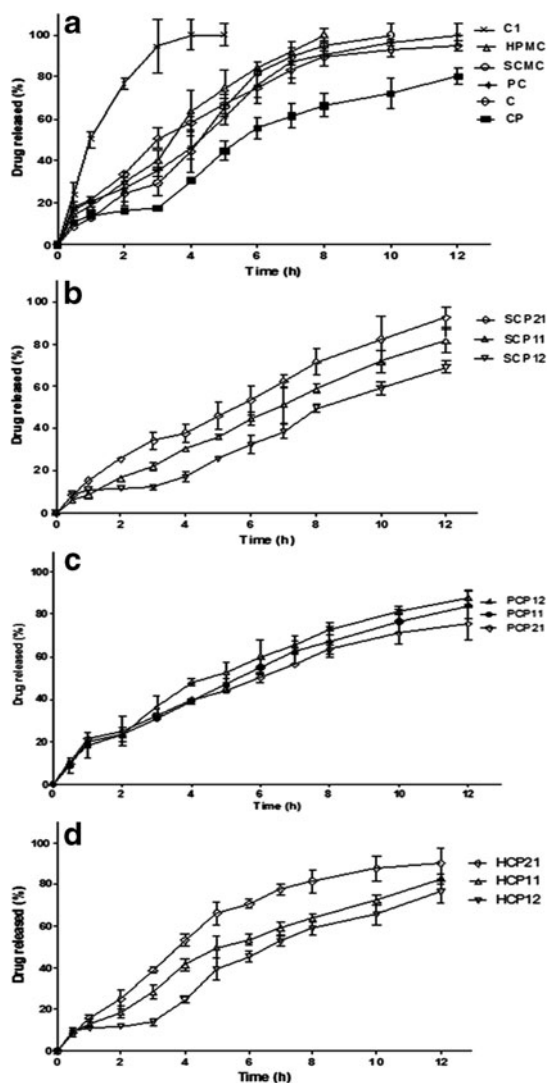 a
C1
HPMC
SCMC
PC
C
CP
Drug released (%)
100
80
60
40
20
0
0 2 4 6 8 10 12
Time (h)
b
SCP21
SCP11
SCP12
Drug released (%)
100
80
60
40
20
0
0 2 4 6 8 10 12
Time (h)
c
PCP12
PCP11
PCP21
Drug released (%)
100
80
60
40
20
0
0 2 4 6 8 10 12
Time (h)
d
HCP21
HCP11
HCP12
Drug released (%)
100
80
60
40
20
0
0 2 4 6 8 10 12
Time (h)